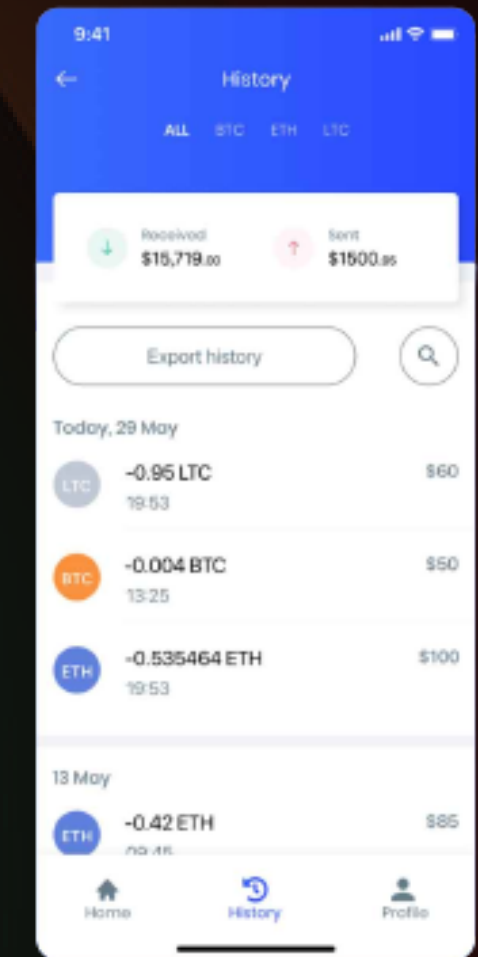 9:41
History
ALL BTC ETH LTC
Received Sent
$15,719.00 $1500.95
Export history
Today, 29 May
LTC -0.95 LTC $60
19:53
BTC -0.004 BTC $50
13:25
ETH -0.535464 ETH $100
19:53
13 May
ETH -0.42 ETH $85
09:45
Home History Profile